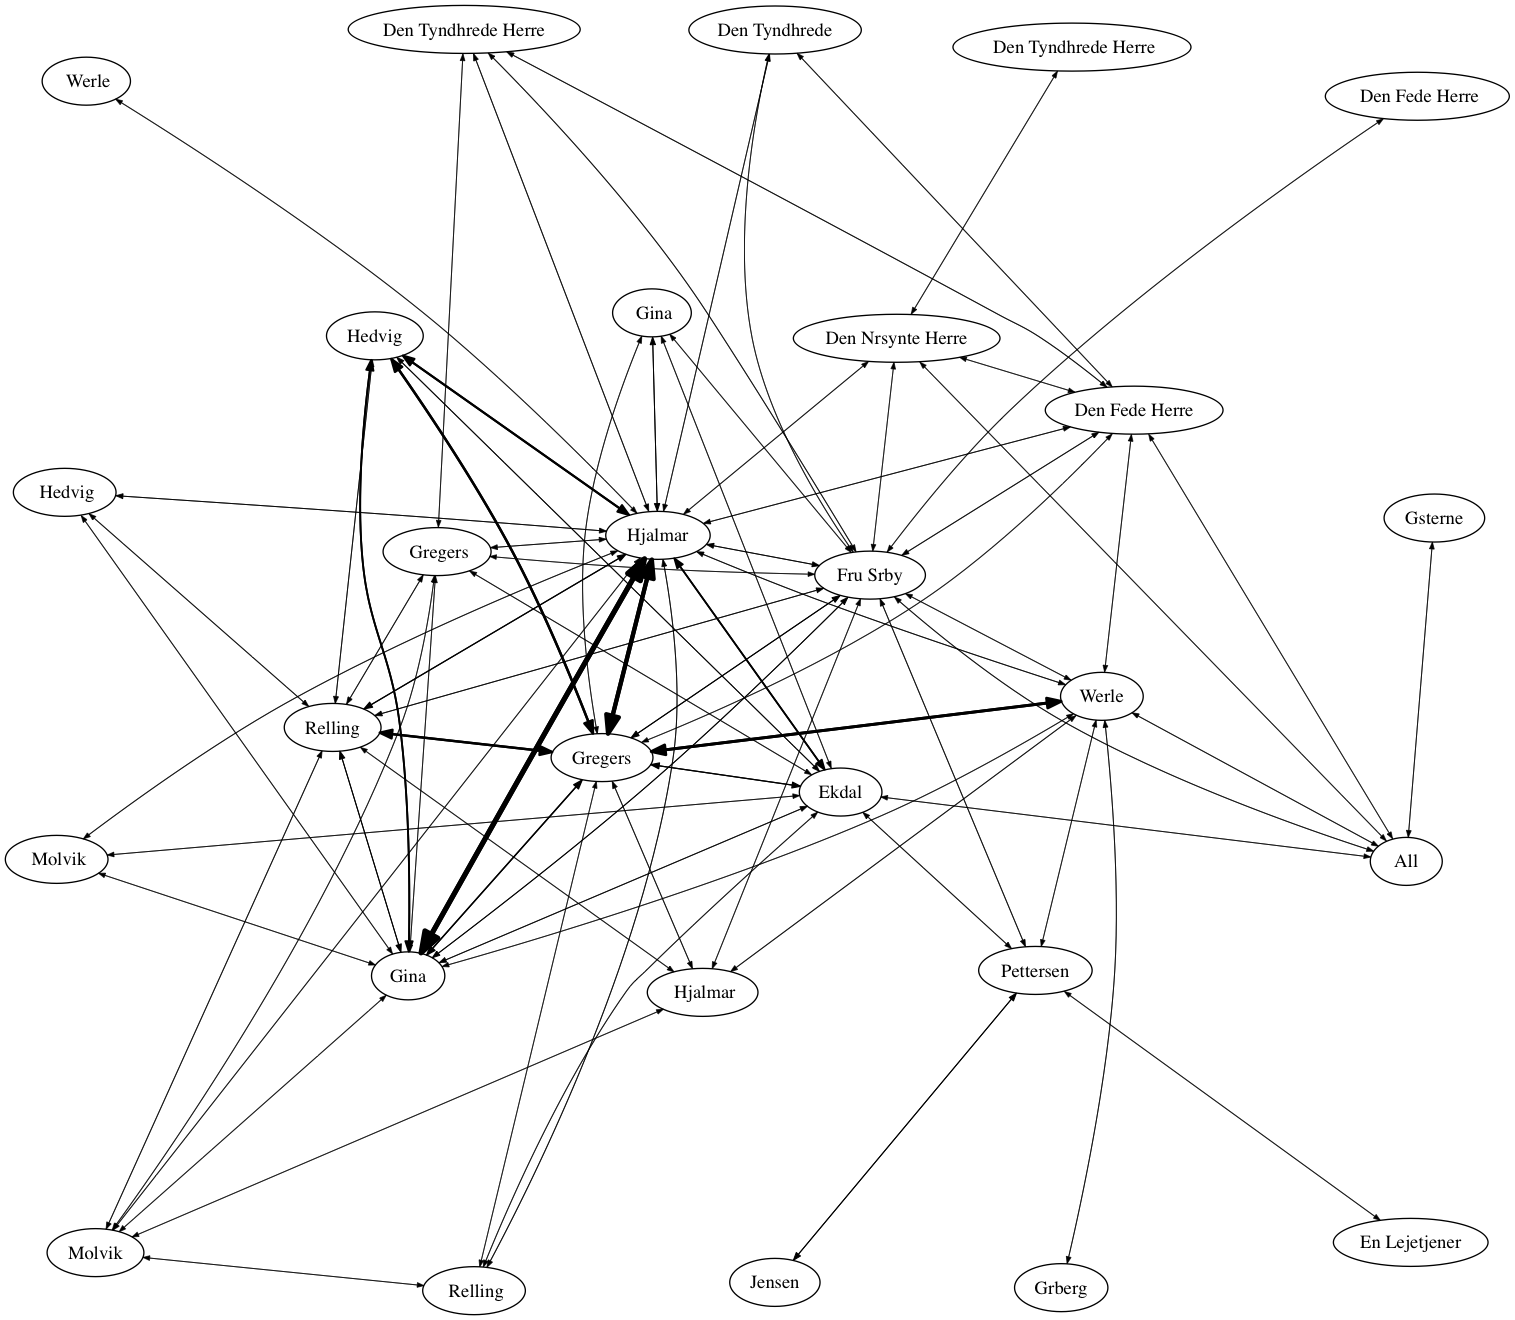 Den Tyndhrede Herre
Den Tyndhrede
Den Tyndhrede Herre
Werle
Den Fede Herre
Hedvig
Gina
Den Nrsynte Herre
Den Fede Herre
Hedvig
Gregers
Hjalmar
Fru Srby
Gsterne
Relling
Gregers
Werle
Ekdal
Molvik
All
Gina
Hjalmar
Pettersen
Molvik
Relling
Jensen
Grberg
En Lejetjener